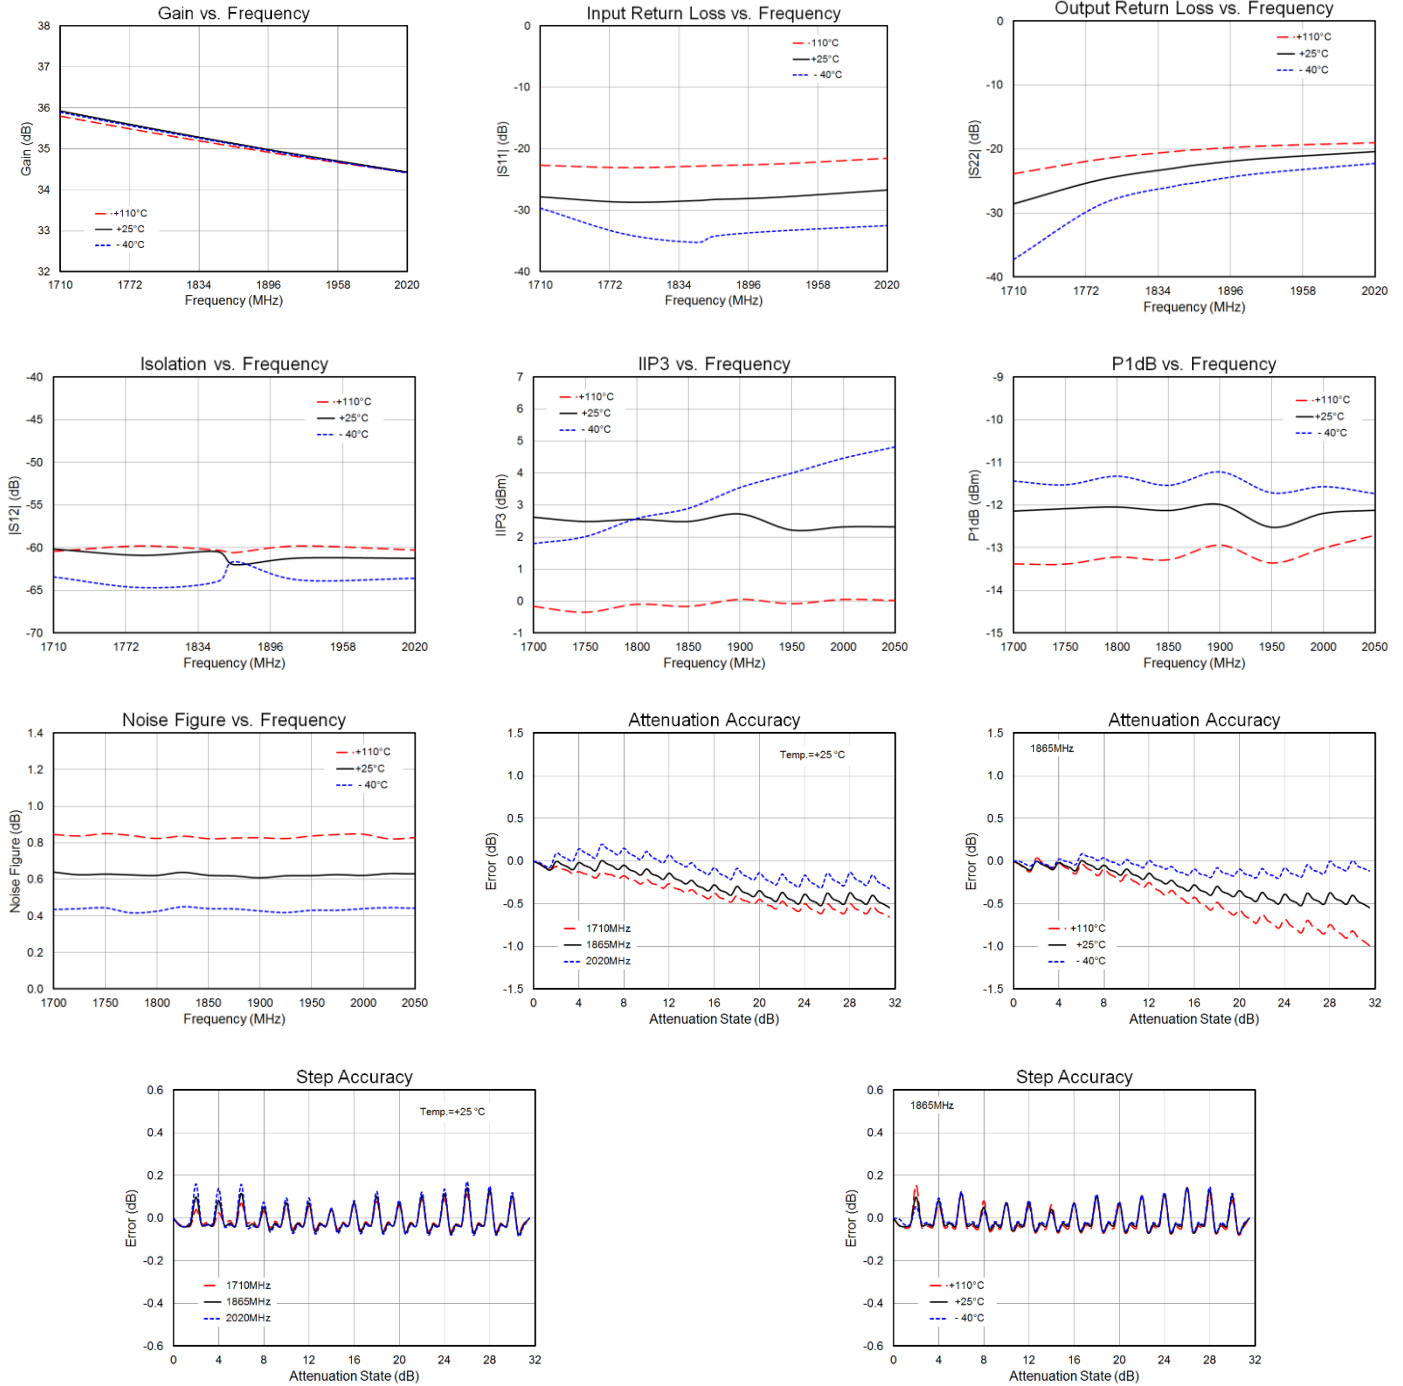 Gain vs. Frequency
38
37
36
35
34
33
32
Gain (dB)
+110°C
+25°C
- 40°C
1710 1772 1834 1896 1958 2020
Frequency (MHz)
Input Return Loss vs. Frequency
0
-10
-20
-30
-40
|S11| (dB)
110°C
+25°C
- 40°C
1710 1772 1834 1896 1958 2020
Frequency (MHz)
Output Return Loss vs. Frequency
0
-10
-20
-30
-40
|S22| (dB)
+110°C
+25°C
- 40°C
1710 1772 1834 1896 1958 2020
Frequency (MHz)
Isolation vs. Frequency
-40
-45
-50
-55
-60
-65
-70
|S12| (dB)
+110°C
+25°C
- 40°C
1710 1772 1834 1896 1958 2020
Frequency (MHz)
IIP3 vs. Frequency
7
6
5
4
3
2
1
0
-1
IIP3 (dBm)
+110°C
+25°C
- 40°C
1700 1750 1800 1850 1900 1950 2000 2050
Frequency (MHz)
P1dB vs. Frequency
-9
-10
-11
-12
-13
-14
-15
P1dB (dBm)
+110°C
+25°C
- 40°C
1700 1750 1800 1850 1900 1950 2000 2050
Frequency (MHz)
Noise Figure vs. Frequency
1.4
1.2
1.0
0.8
0.6
0.4
0.2
0.0
Noise Figure (dB)
+110°C
+25°C
- 40°C
1700 1750 1800 1850 1900 1950 2000 2050
Frequency (MHz)
Attenuation Accuracy
1.5
1.0
0.5
0.0
-0.5
-1.0
-1.5
Error (dB)
Temp.=+25 °C
1710MHz
1865MHz
2020MHz
0 4 8 12 16 20 24 28 32
Attenuation State (dB)
Attenuation Accuracy
1.5
1.0
0.5
0.0
-0.5
-1.0
-1.5
Error (dB)
1865MHz
+110°C
+25°C
- 40°C
0 4 8 12 16 20 24 28 32
Attenuation State (dB)
Step Accuracy
0.6
0.4
0.2
0.0
-0.2
-0.4
-0.6
Error (dB)
Temp.=+25 °C
1710MHz
1865MHz
2020MHz
0 4 8 12 16 20 24 28 32
Attenuation State (dB)
Step Accuracy
0.6
0.4
0.2
0.0
-0.2
-0.4
-0.6
Error (dB)
1865MHz
+110°C
+25°C
- 40°C
0 4 8 12 16 20 24 28 32
Attenuation State (dB)